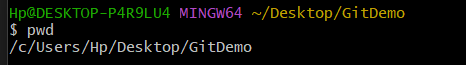 Hp@DESKTOP-P4R9LU4 MINGW64 ~/Desktop/GitDemo
$ pwd
/c/Users/Hp/Desktop/GitDemo